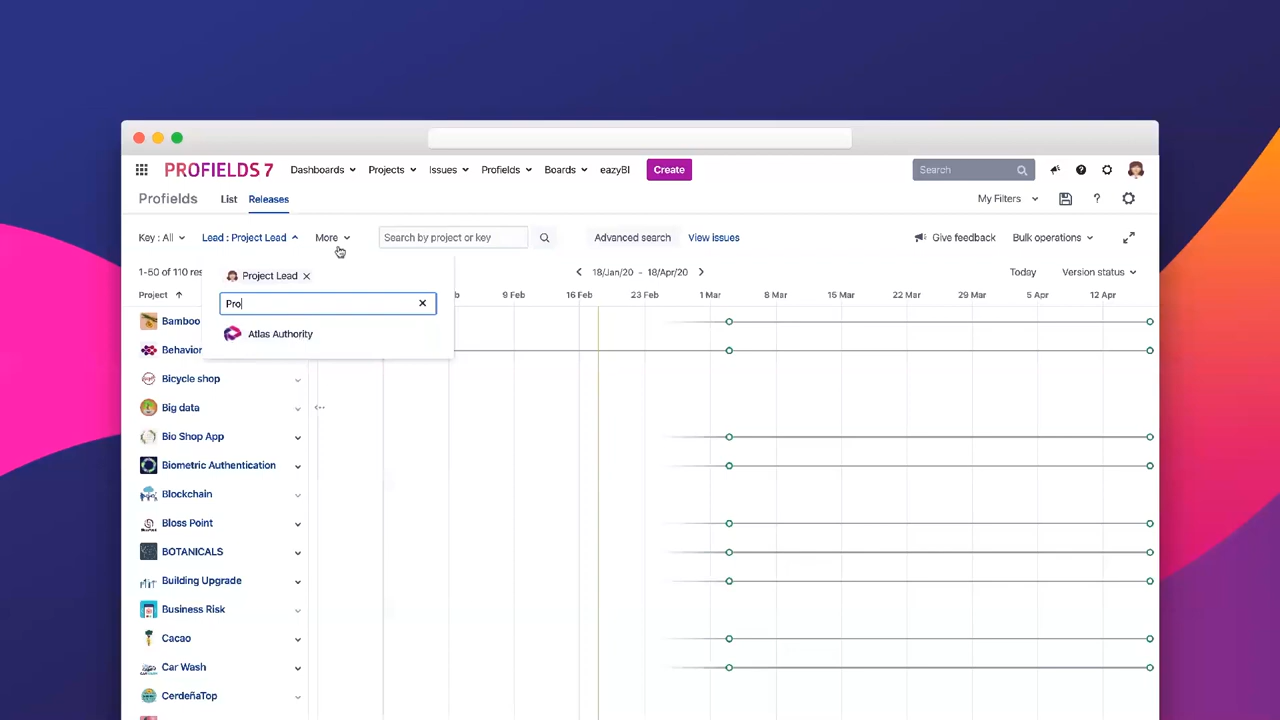 PROFIELDS 7 Dashboards Projects Issues Profields Boards eazyBI Create Search
Profields List Releases My Filters
Key : All Lead : Project Lead More Search by project or key Advanced search View issues Give feedback Bulk operations
1-50 of 110 res 18/Jan/20 - 18/Apr/20 Today Version status
Project Lead
Project 9 Feb 16 Feb 23 Feb 1 Mar 8 Mar 15 Mar 22 Mar 29 Mar 5 Apr 12 Apr
Pro
Bamboo
Atlas Authority
Behavior
Bicycle shop
Big data
Bio Shop App
Biometric Authentication
Blockchain
Bloss Point
BOTANICALS
Building Upgrade
Business Risk
Cacao
Car Wash
CerdeñaTop